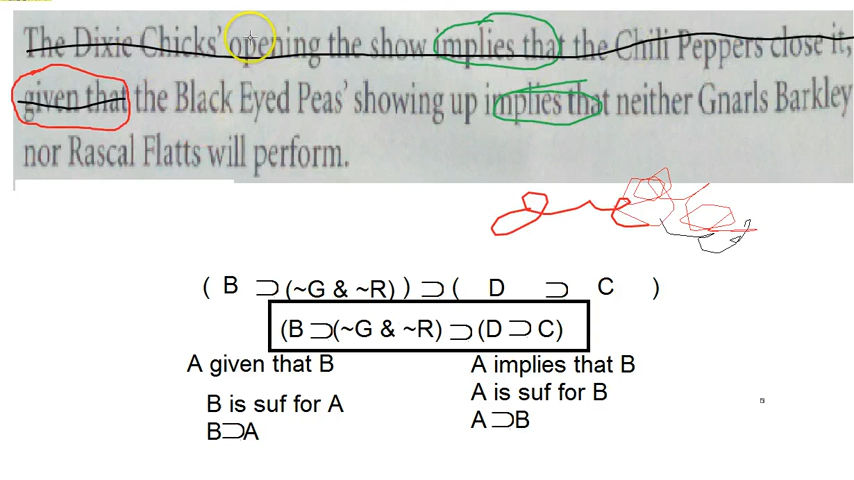 The Dixie Chicks' opening the show implies that the Chili Peppers close it,
given that the Black Eyed Peas' showing up implies that neither Gnarls Barkley
nor Rascal Flatts will perform.
( B ⊃ (~G & ~R) ) ⊃ ( D ⊃ C )
(B ⊃(~G & ~R) ⊃ (D ⊃ C)
A given that B
A implies that B
B is suf for A
A is suf for B
B⊃A
A ⊃B